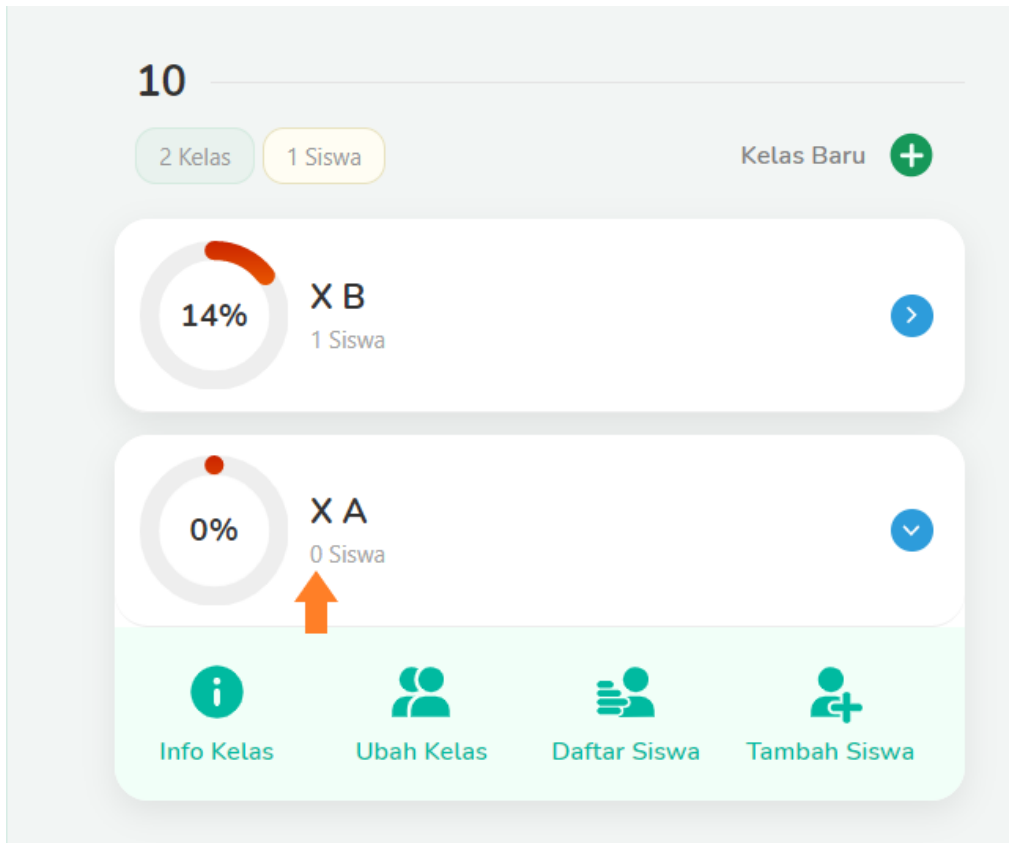 10
2 Kelas 1 Siswa Kelas Baru
14% X B
1 Siswa
0% X A
0 Siswa
Info Kelas Ubah Kelas Daftar Siswa Tambah Siswa